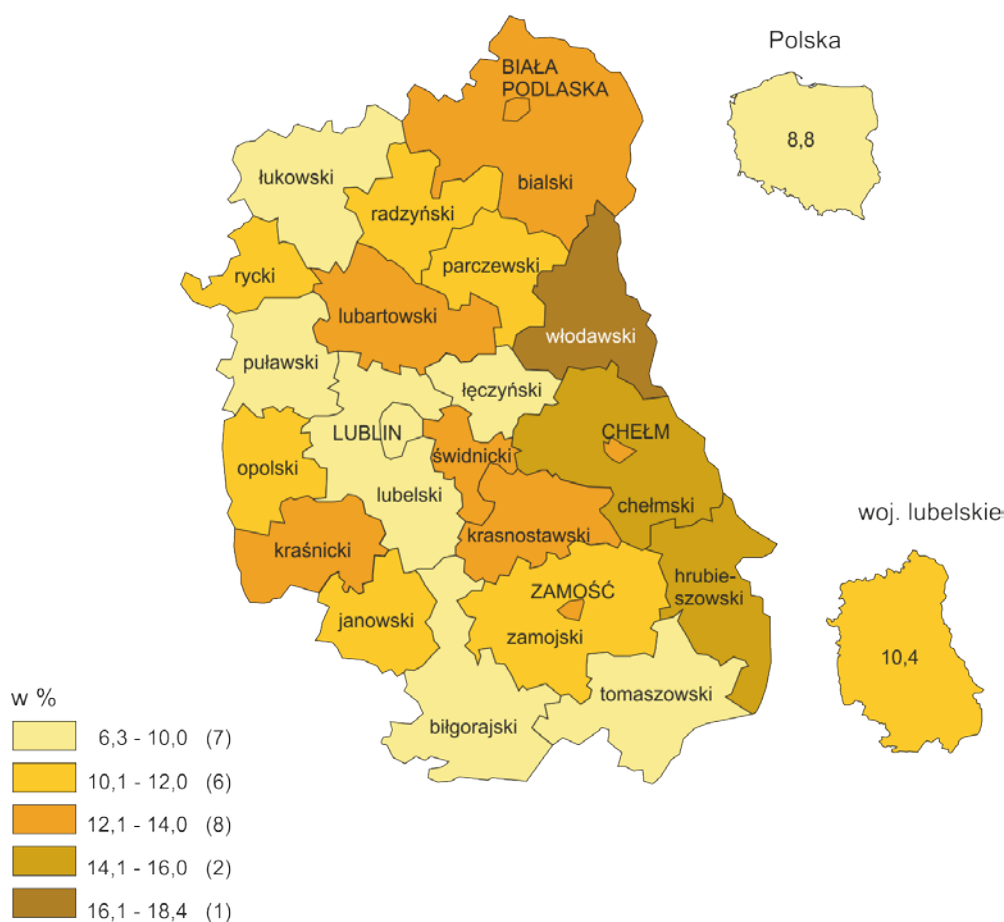 Polska
8,8
BIAŁA
PODLASKA
łukowski
bialski
radzyński
parczewski
rycki
lubartowski
włodawski
puławski
łęczyński
LUBLIN
CHEŁM
świdnicki
opolski
lubelski
chełmski
krasnostawski
kraśnicki
woj. lubelskie
10,4
hrubie-
szowski
ZAMOŚĆ
janowski
zamojski
tomaszowski
biłgorajski
w %
6,3 - 10,0 (7)
10,1 - 12,0 (6)
12,1 - 14,0 (8)
14,1 - 16,0 (2)
16,1 - 18,4 (1)